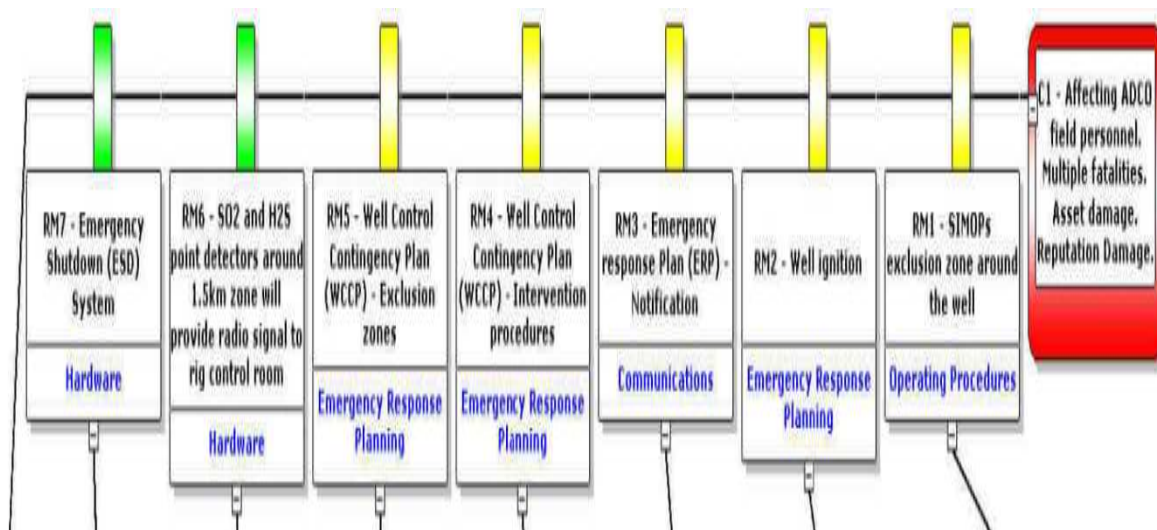 RM7 - Emergency
Shutdown (ESD)
System
Hardware
RM6 - SO2 and H2S
point detectors around
1.5km zone will
provide radio signal to
rig control room
Hardware
RM5 - Well Control
Contingency Plan
(WCCP) - Exclusion
zones
Emergency Response
Planning
RM4 - Well Control
Contingency Plan
(WCCP) - Intervention
procedures
Emergency Response
Planning
RM3 - Emergency
response Plan (ERP) -
Notification
Communications
RM2 - Well ignition
Emergency Response
Planning
RM1 - SIMOPs
exclusion zone around
the well
Operating Procedures
C1 - Affecting ADCO
field personnel.
Multiple fatalities.
Asset damage.
Reputation Damage.